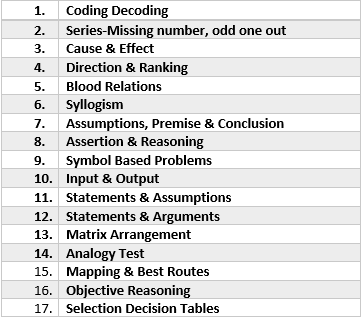 1. Coding Decoding
2. Series-Missing number, odd one out
3. Cause & Effect
4. Direction & Ranking
5. Blood Relations
6. Syllogism
7. Assumptions, Premise & Conclusion
8. Assertion & Reasoning
9. Symbol Based Problems
10. Input & Output
11. Statements & Assumptions
12. Statements & Arguments
13. Matrix Arrangement
14. Analogy Test
15. Mapping & Best Routes
16. Objective Reasoning
17. Selection Decision Tables